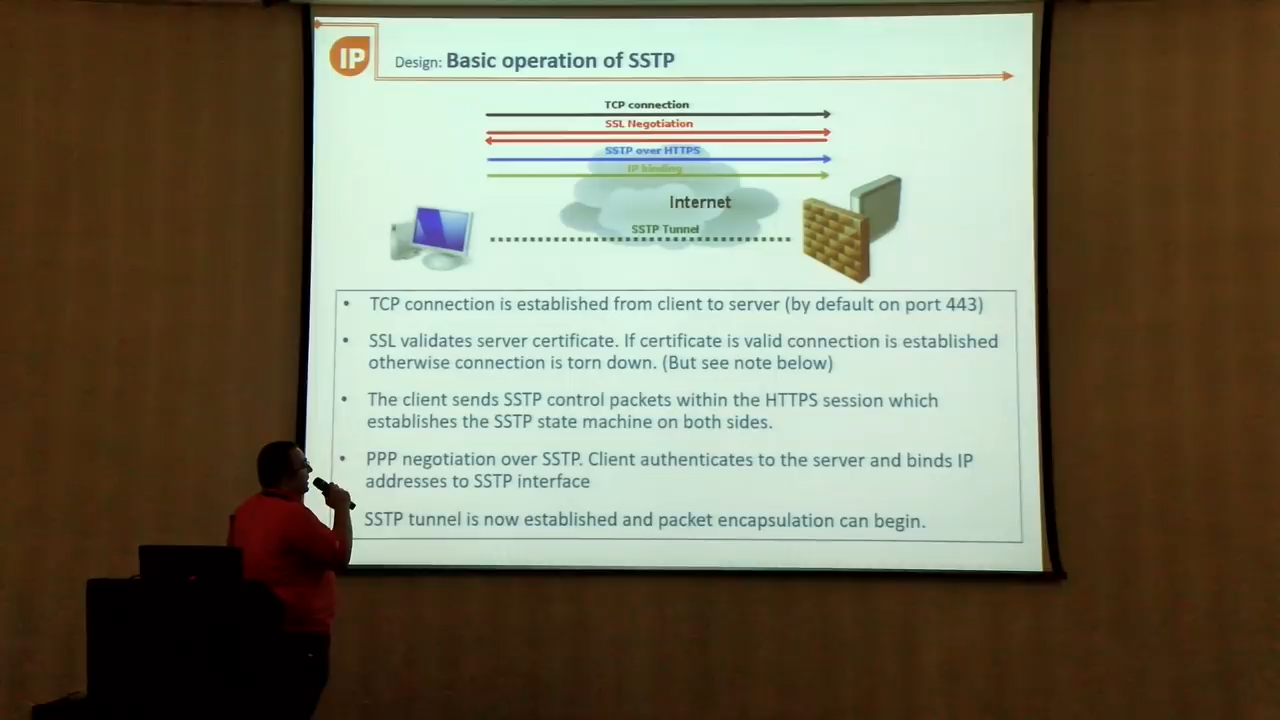 IP
Design: Basic operation of SSTP
TCP connection
SSL Negotiation
SSTP over HTTPS
IP binding
Internet
SSTP Tunnel
• TCP connection is established from client to server (by default on port 443)
• SSL validates server certificate. If certificate is valid connection is established
otherwise connection is torn down. (But see note below)
• The client sends SSTP control packets within the HTTPS session which
establishes the SSTP state machine on both sides.
• PPP negotiation over SSTP. Client authenticates to the server and binds IP
addresses to SSTP interface
SSTP tunnel is now established and packet encapsulation can begin.